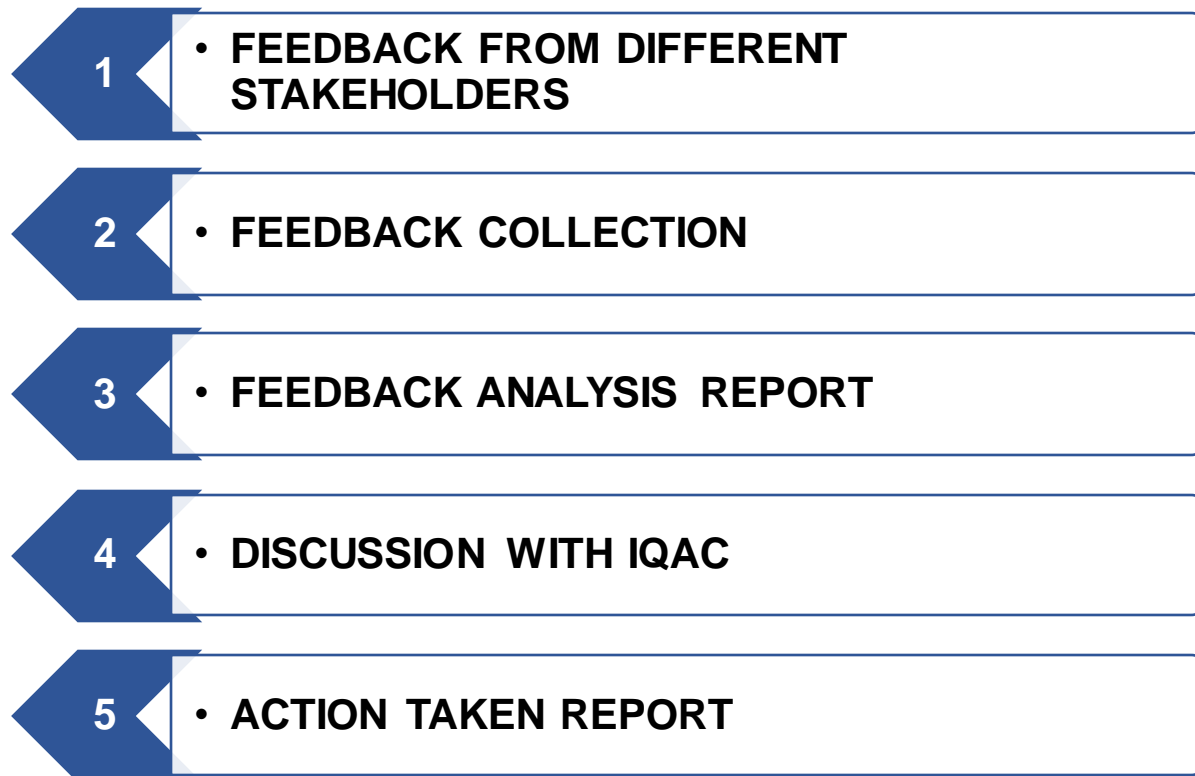 1
• FEEDBACK FROM DIFFERENT
STAKEHOLDERS
2
• FEEDBACK COLLECTION
3
• FEEDBACK ANALYSIS REPORT
4
• DISCUSSION WITH IQAC
5
• ACTION TAKEN REPORT